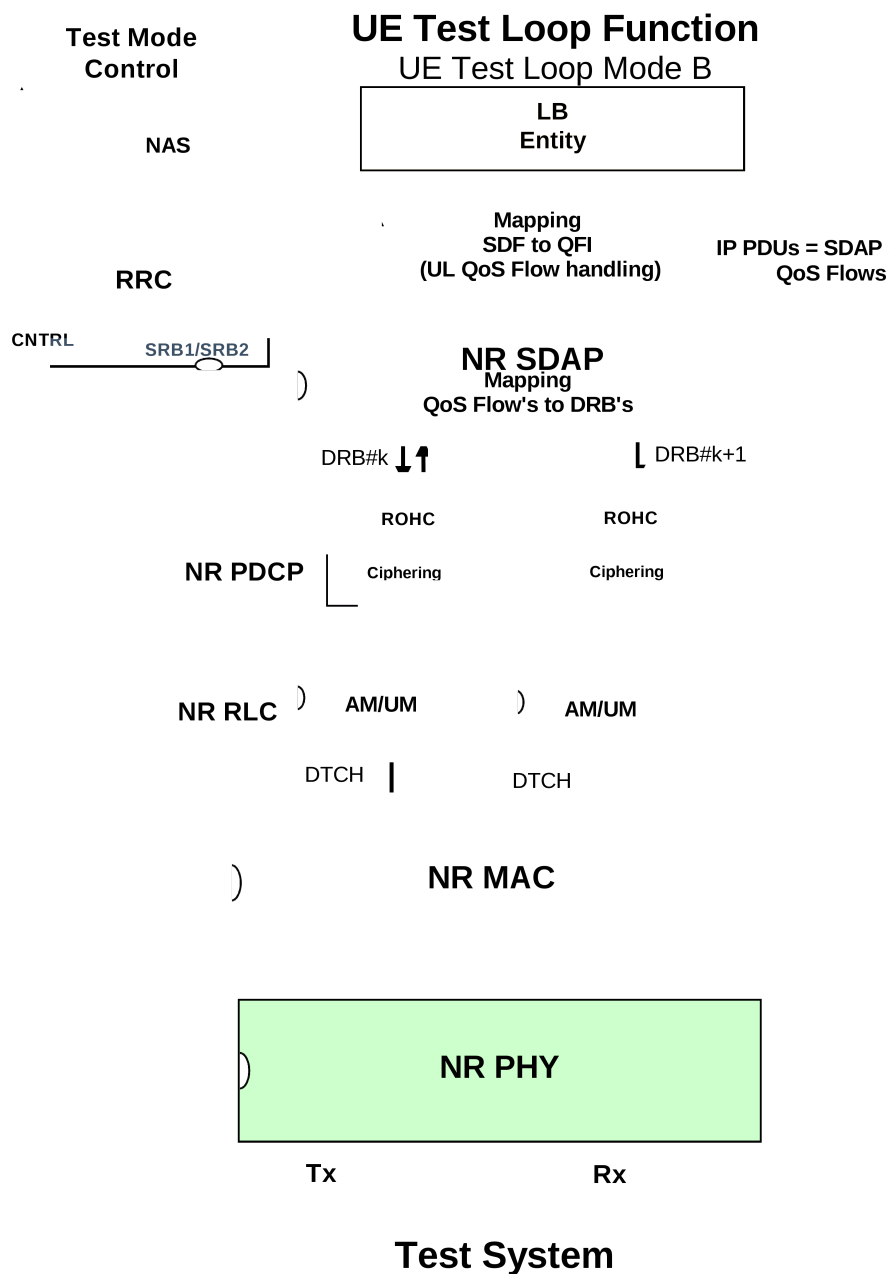 Test Mode
Control
UE Test Loop Function
UE Test Loop Mode B
LB
Entity
NAS
Mapping
SDF to QFI
(UL QoS Flow handling)
IP PDUs = SDAP
QoS Flows
RRC
CNTRL
SRB1/SRB2
NR SDAP
Mapping
QoS Flow's to DRB's
DRB#k
DRB#k+1
ROHC
ROHC
NR PDCP
Ciphering
Ciphering
NR RLC
AM/UM
AM/UM
DTCH
DTCH
NR MAC
NR PHY
Tx
Rx
Test System